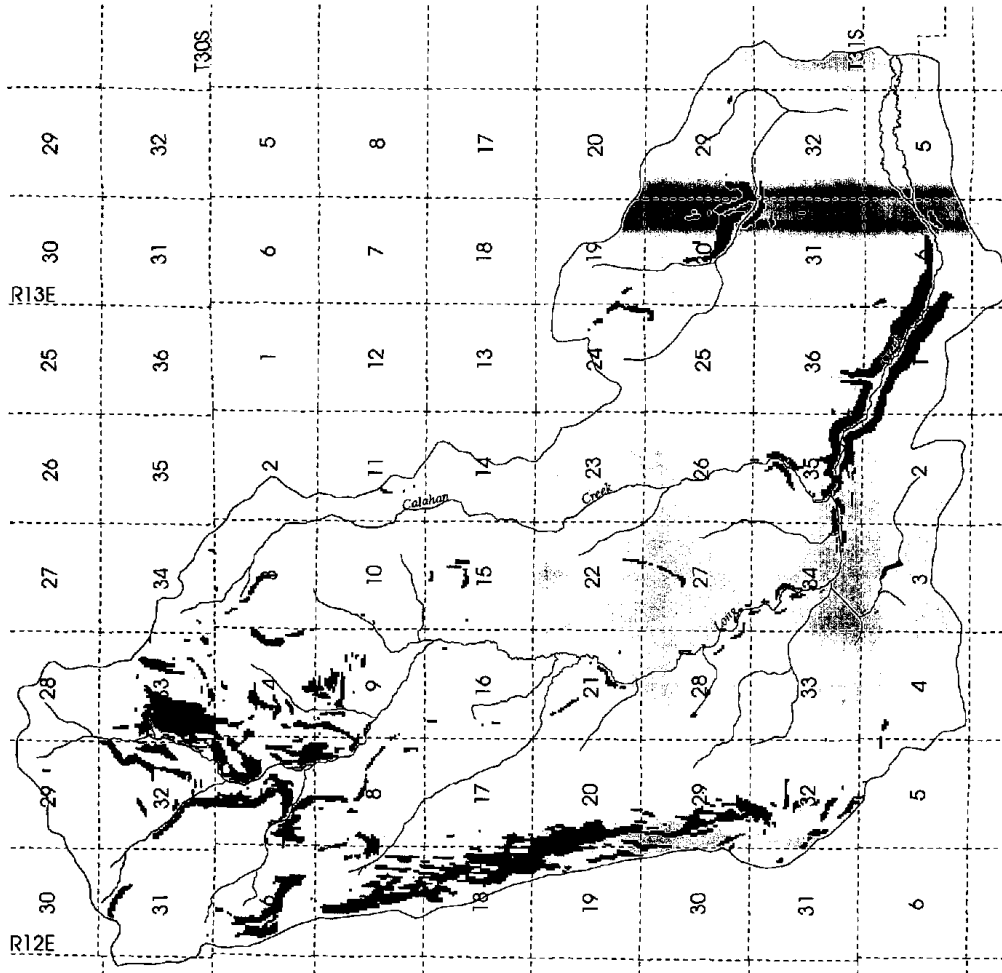 T30S T31S
29 32 5 8 17 20 29 32 5
30 31 6 7 18 19 30 31 6
R13E
25 36 1 12 13 24 25 36 1
26 35 2 11 14 23 26 35 2
Calahan Creek
27 34 10 15 22 27 34 3
Long
28 33 4 9 16 21 28 33 4
29 32 8 17 20 29 32 5
30 31 18 19 30 31 6
R12E